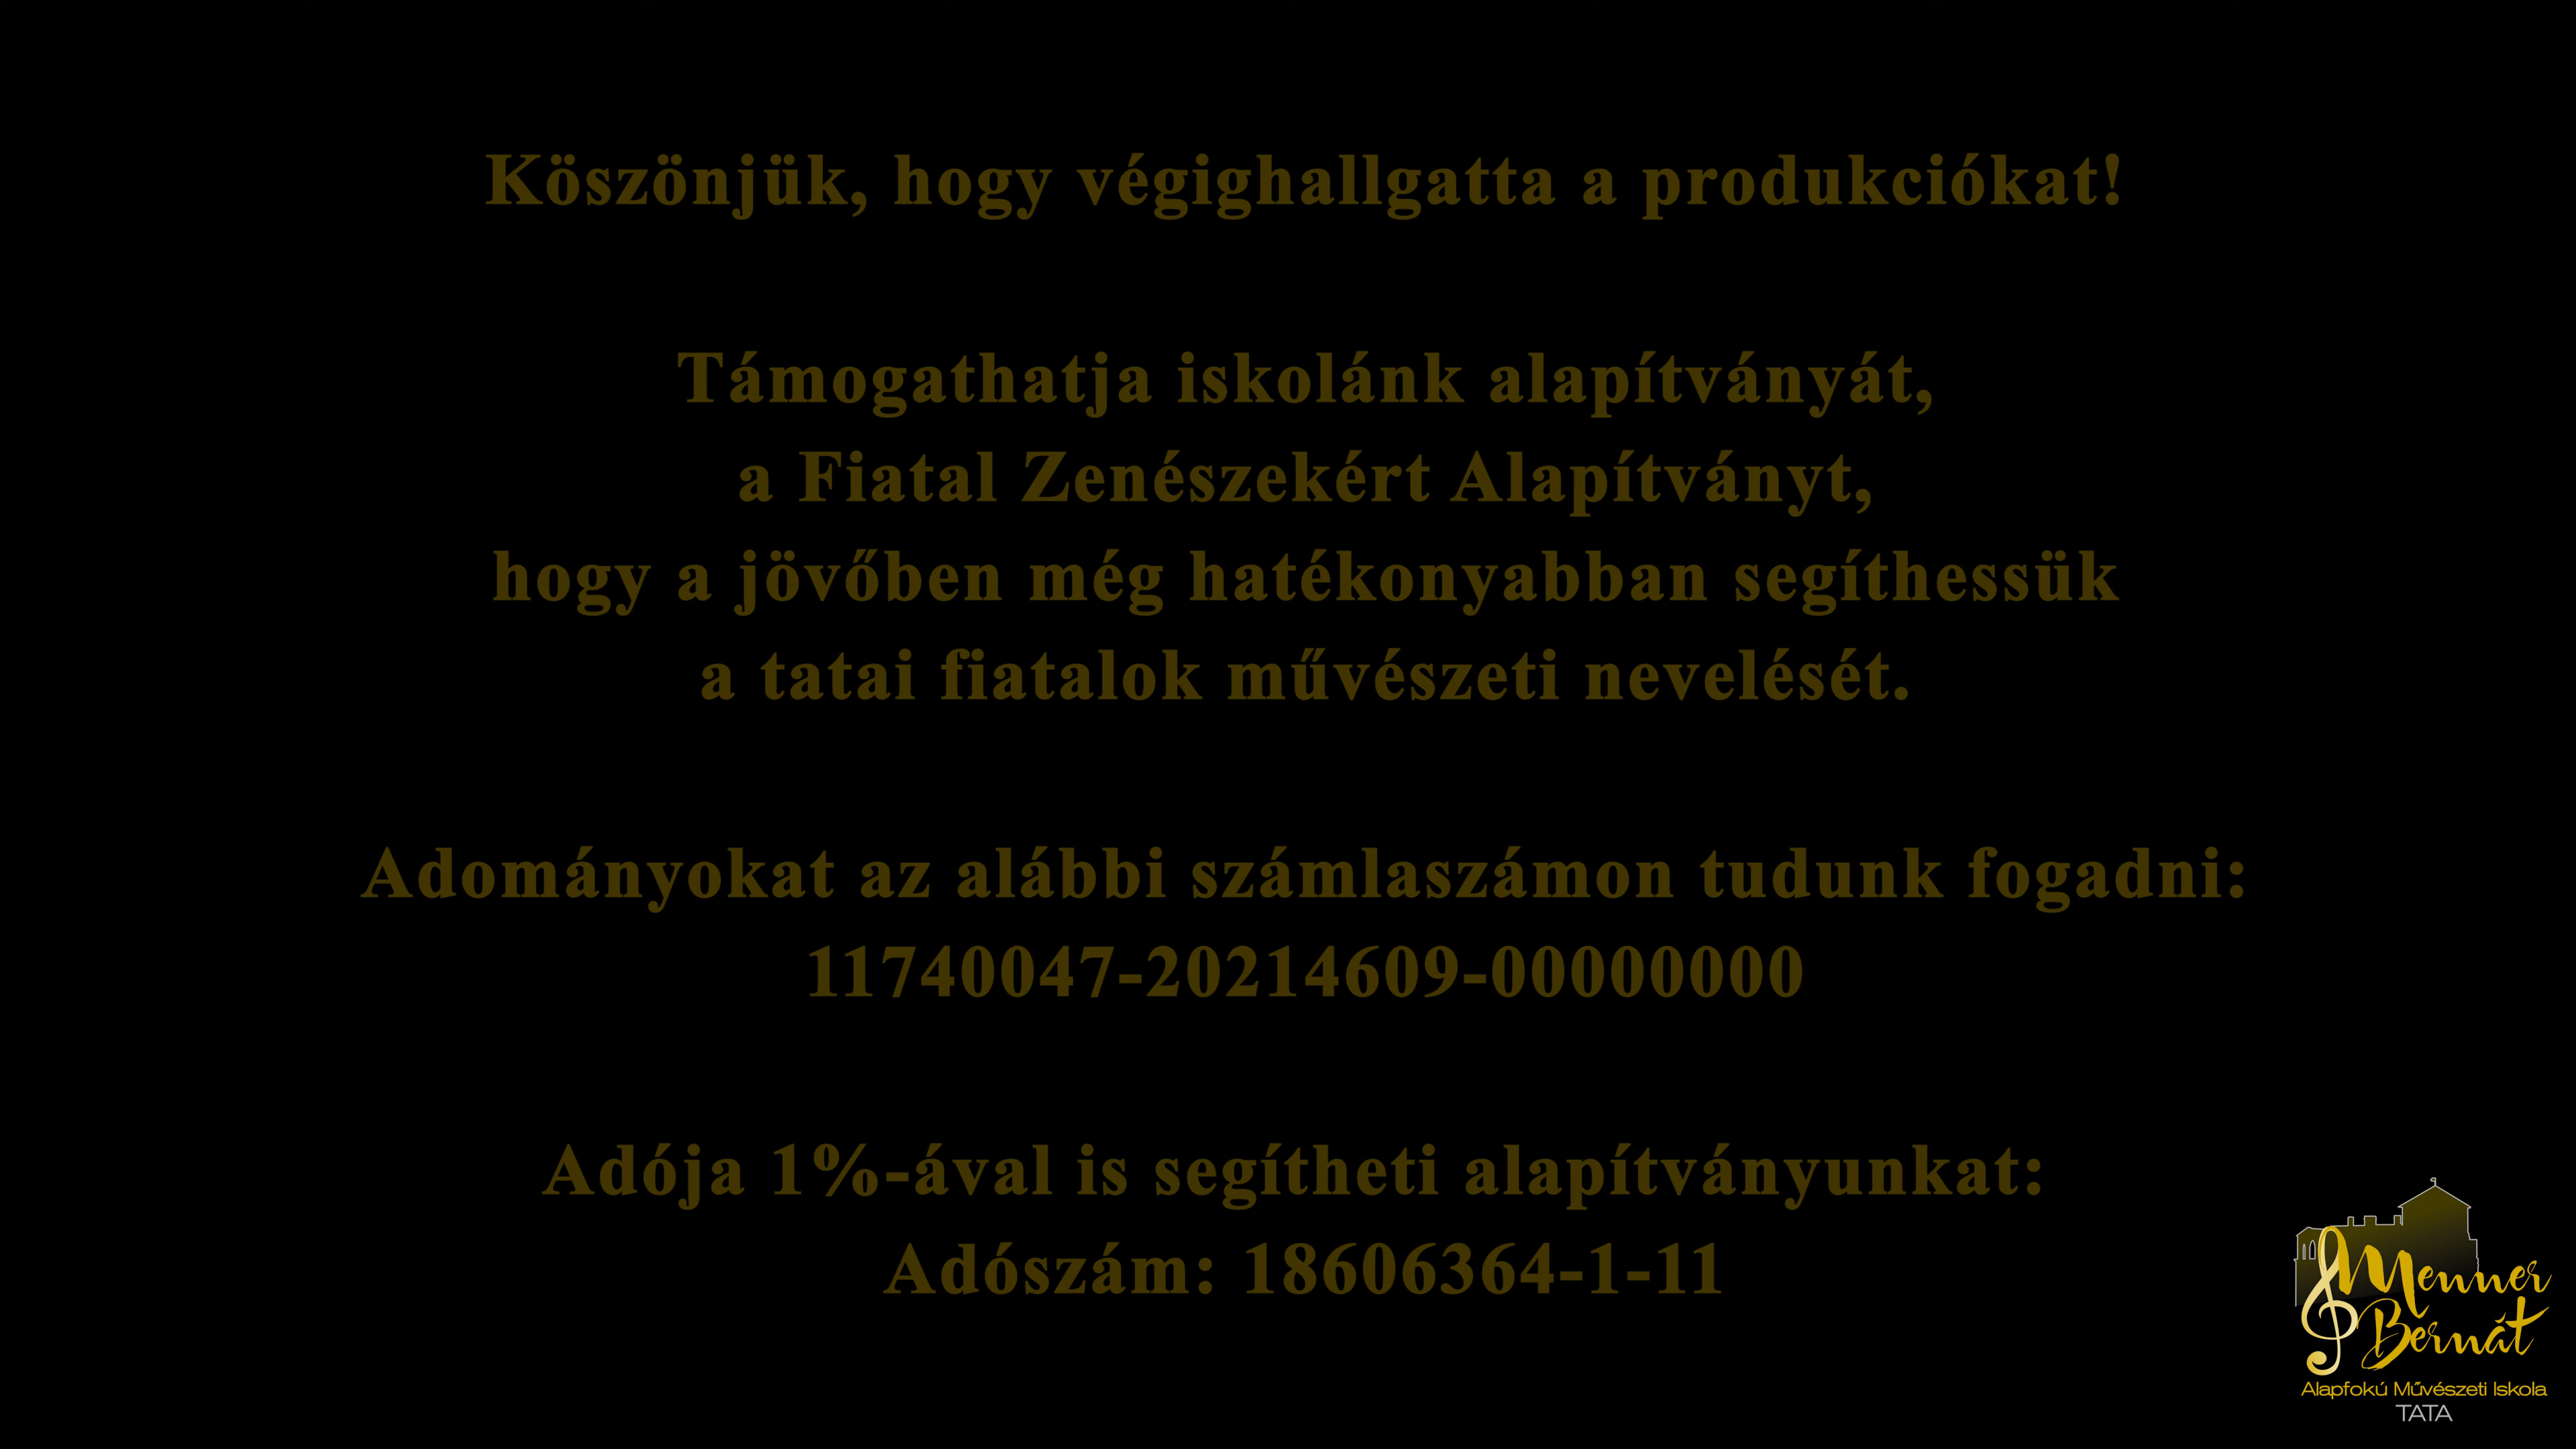 Köszönjük, hogy végighallgatta a produkciókat!
Támogathatja iskolánk alapítványát,
a Fiatal Zenészekért Alapítványt,
hogy a jövőben még hatékonyabban segíthessük
a tatai fiatalok művészeti nevelését.
Adományokat az alábbi számlaszámon tudunk fogadni:
11740047-20214609-00000000
Adója 1%-ával is segítheti alapítványunkat:
Adószám: 18606364-1-11
Menner
Bernát
Alapfokú Művészeti Iskola
TATA